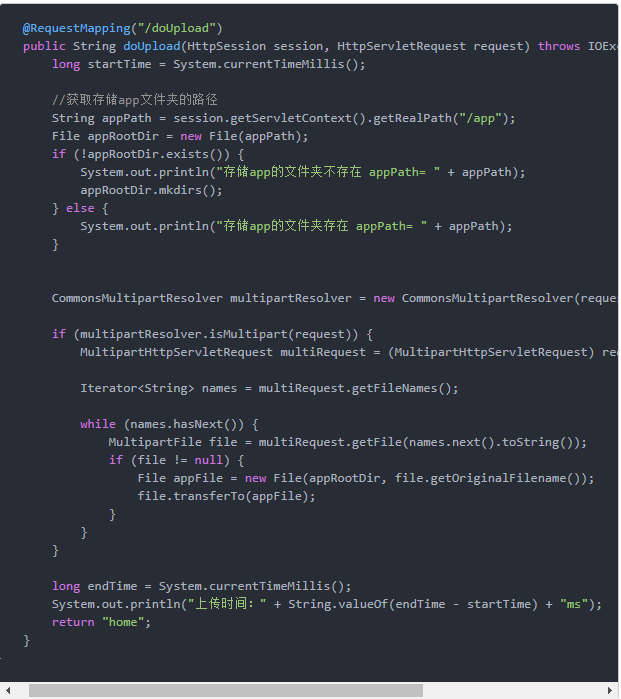 @RequestMapping("/doUpload")
public String doUpload(HttpSession session, HttpServletRequest request) throws IOExc
long startTime = System.currentTimeMillis();
//获取存储app文件夹的路径
String appPath = session.getServletContext().getRealPath("/app");
File appRootDir = new File(appPath);
if (!appRootDir.exists()) {
System.out.println("存储app的文件夹不存在 appPath= " + appPath);
appRootDir.mkdirs();
} else {
System.out.println("存储app的文件夹存在 appPath= " + appPath);
}
CommonsMultipartResolver multipartResolver = new CommonsMultipartResolver(reque
if (multipartResolver.isMultipart(request)) {
MultipartHttpServletRequest multiRequest = (MultipartHttpServletRequest) re
Iterator<String> names = multiRequest.getFileNames();
while (names.hasNext()) {
MultipartFile file = multiRequest.getFile(names.next().toString());
if (file != null) {
File appFile = new File(appRootDir, file.getOriginalFilename());
file.transferTo(appFile);
}
}
}
long endTime = System.currentTimeMillis();
System.out.println("上传时间：" + String.valueOf(endTime - startTime) + "ms");
return "home";
}